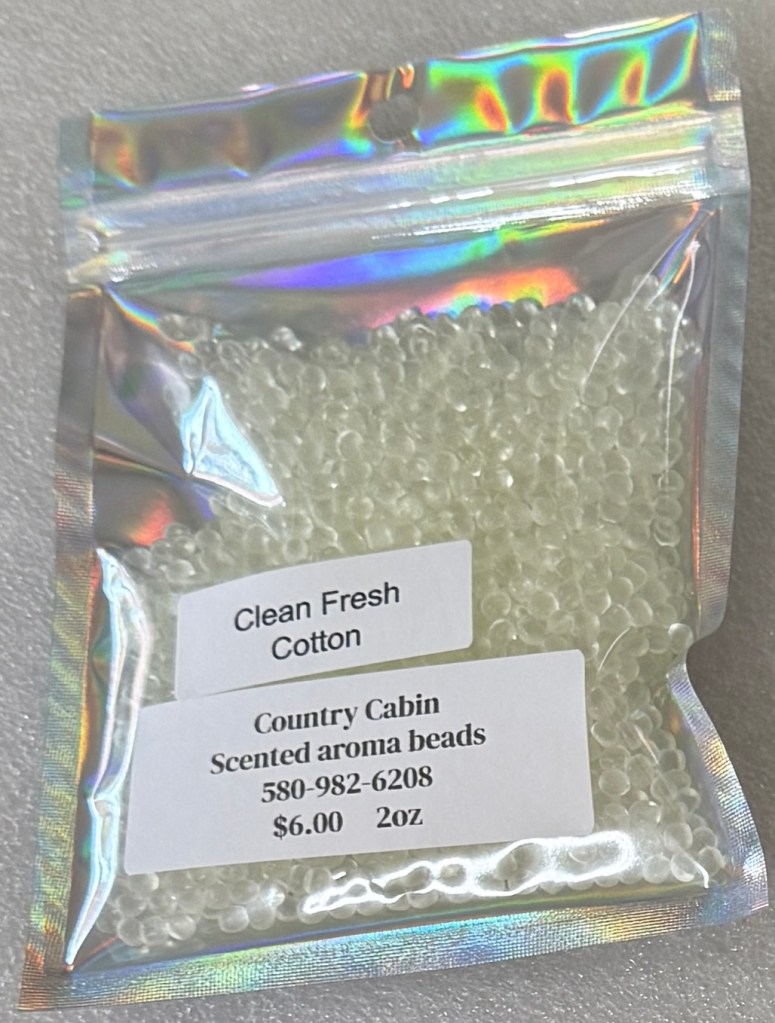 Clean Fresh
Cotton
Country Cabin
Scented aroma beads
580-982-6208
$6.00 2oz